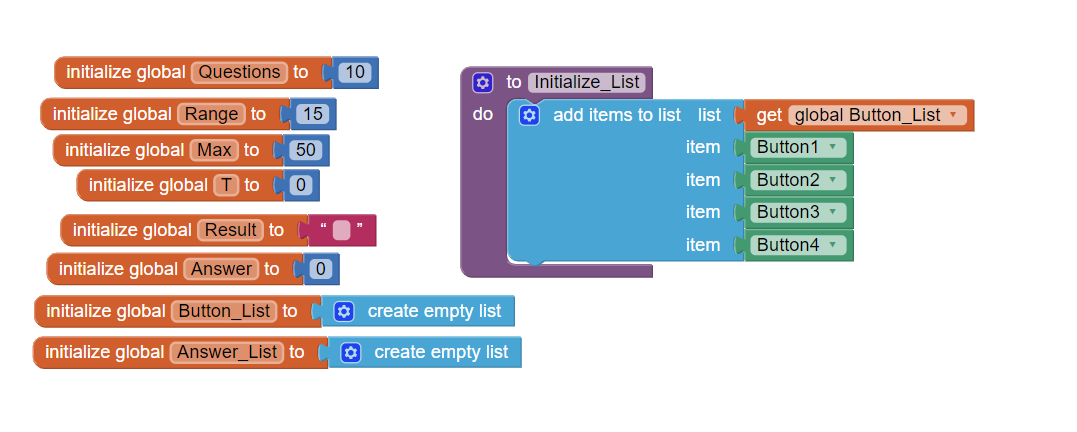 initialize global Questions to 10
initialize global Range to 15
initialize global Max to 50
initialize global T to 0
initialize global Result to “ ”
initialize global Answer to 0
initialize global Button_List to create empty list
initialize global Answer_List to create empty list
to Initialize_List
do add items to list list get global Button_List
item Button1
item Button2
item Button3
item Button4